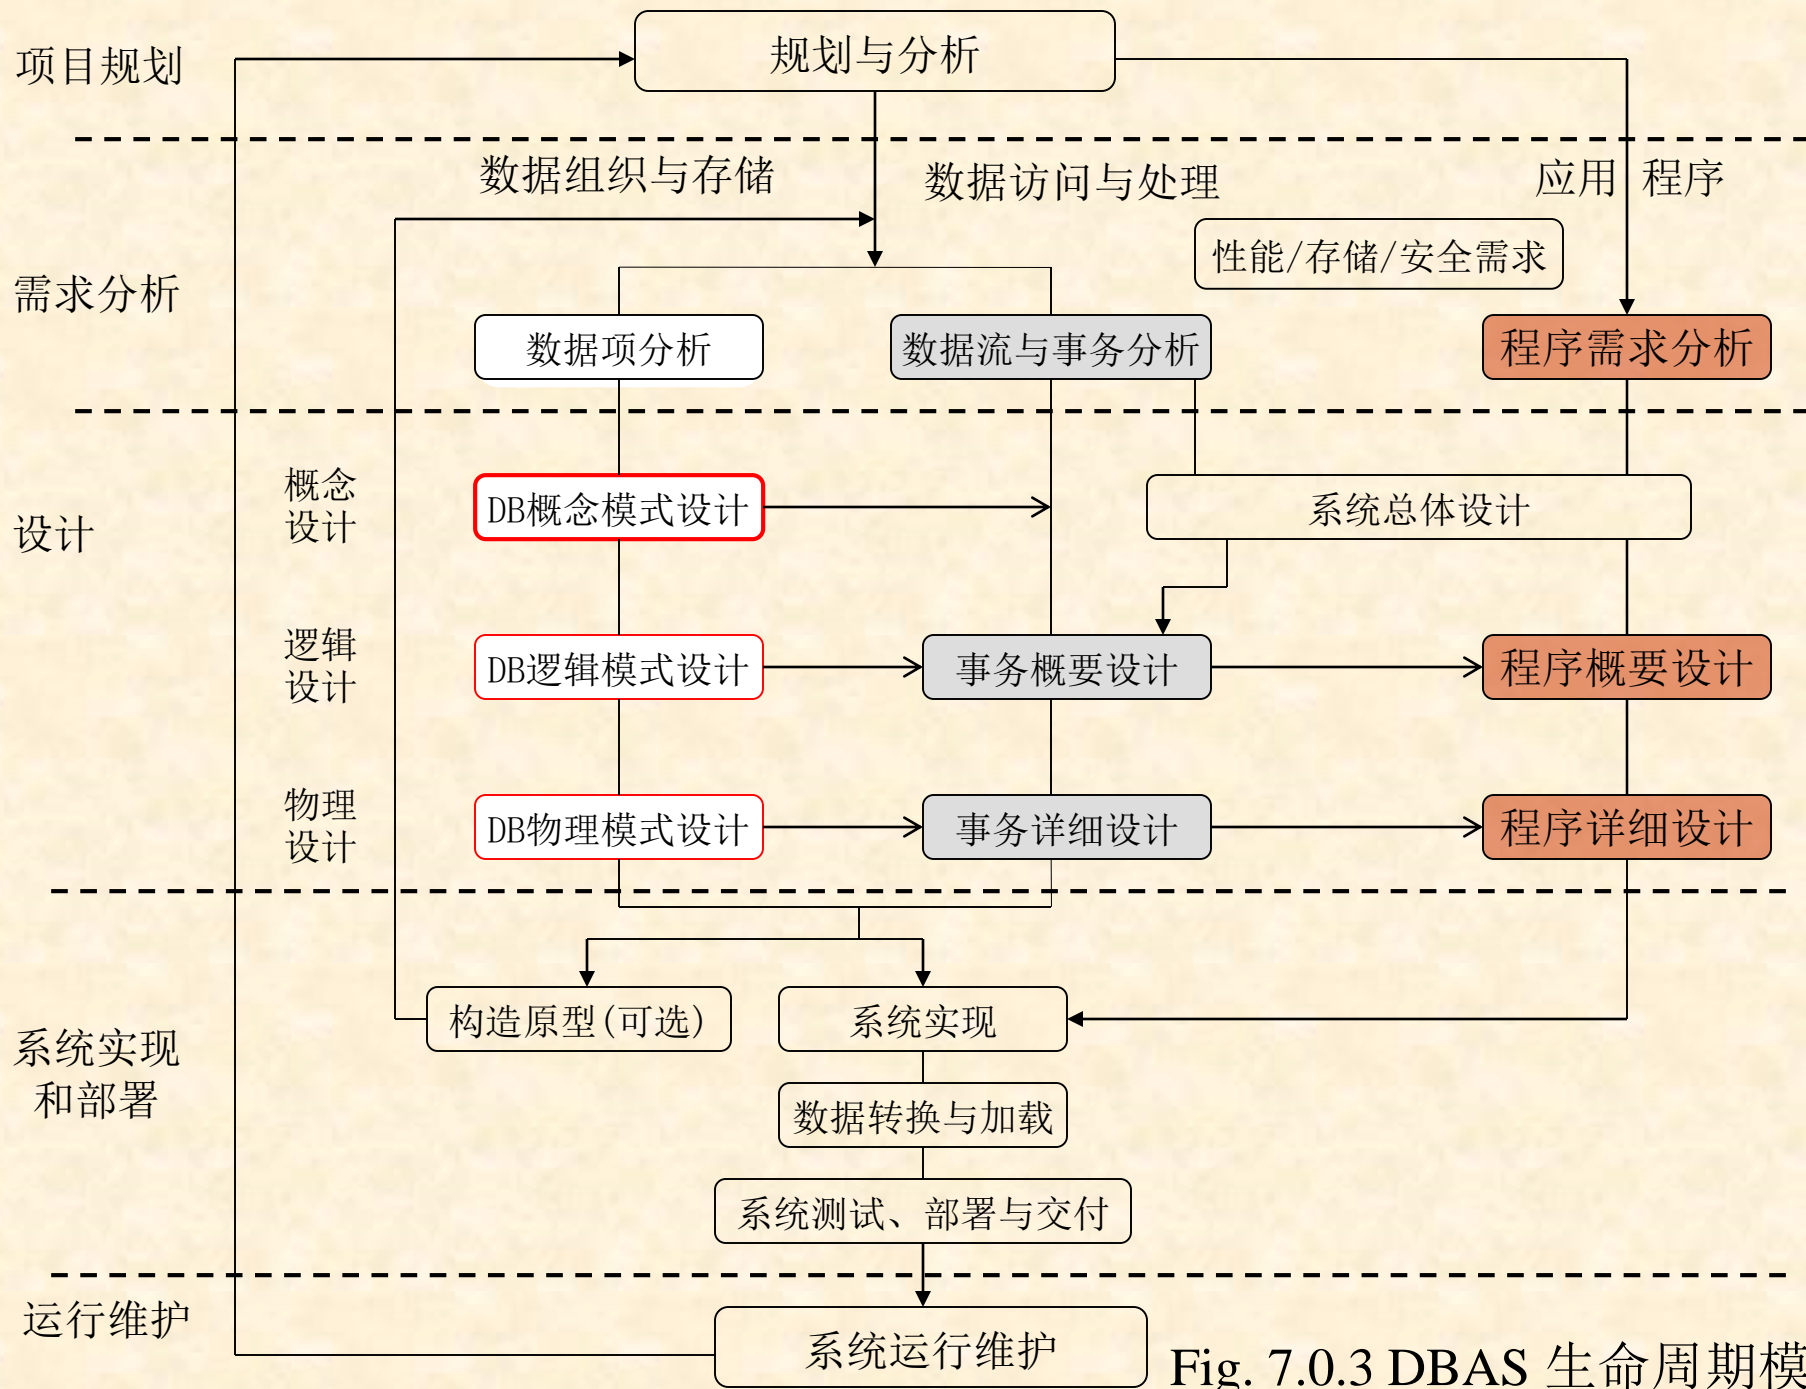 规划与分析
项目规划
数据组织与存储
数据访问与处理
应用 程序
性能/存储/安全需求
需求分析
数据项分析
数据流与事务分析
程序需求分析
概念
设计
设计
DB概念模式设计
系统总体设计
逻辑
设计
DB逻辑模式设计
事务概要设计
程序概要设计
物理
设计
DB物理模式设计
事务详细设计
程序详细设计
构造原型(可选)
系统实现
系统实现
和部署
数据转换与加载
系统测试、部署与交付
运行维护
系统运行维护
Fig. 7.0.3 DBAS 生命周期模